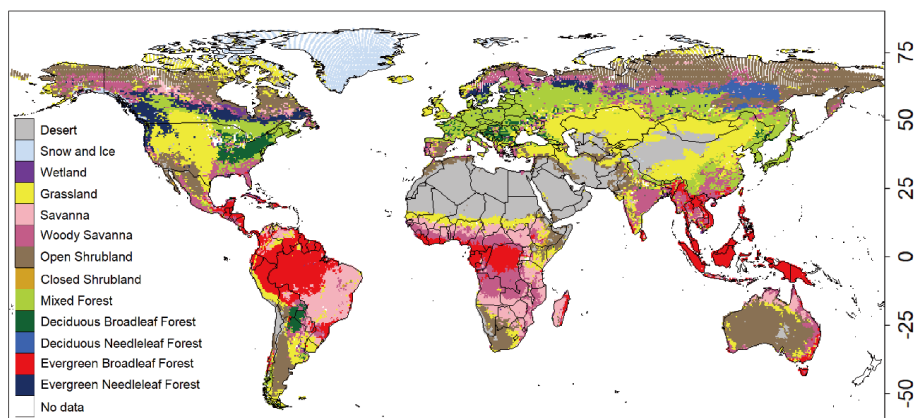 Desert
Snow and Ice
Wetland
Grassland
Savanna
Woody Savanna
Open Shrubland
Closed Shrubland
Mixed Forest
Deciduous Broadleaf Forest
Deciduous Needleleaf Forest
Evergreen Broadleaf Forest
Evergreen Needleleaf Forest
No data
75
50
25
0
-25
-50